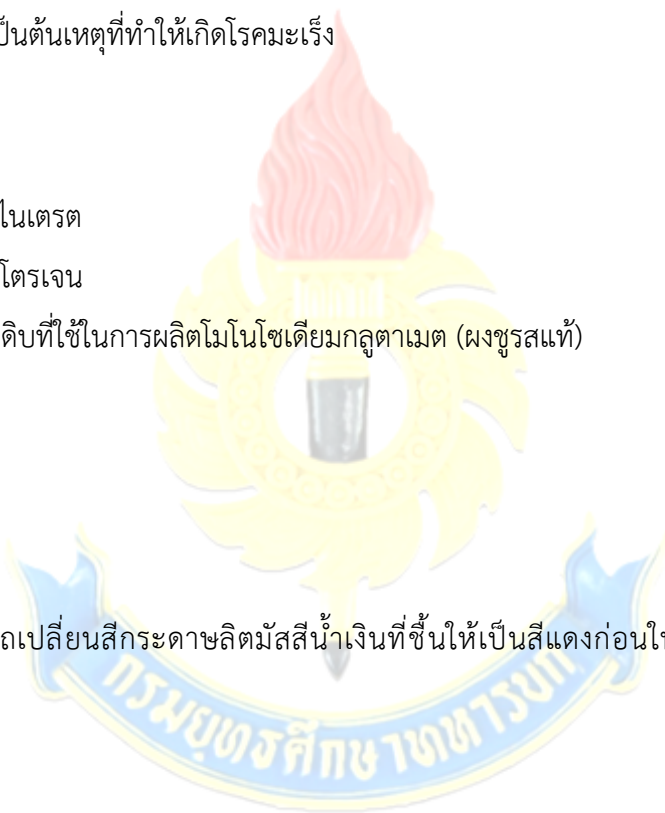 ป็นต้นเหตุที่ทำให้เกิดโรคมะเร็ง
ไนเตรต
โตรเจน
ดิบที่ใช้ในการผลิตโมโนโซเดียมกลูตาเมต (ผงชูรสแท้)
ถเปลี่ยนสีกระดาษลิตมัสสีน้ำเงินที่ชื้นให้เป็นสีแดงก่อนใน
กรมยุทธศึกษาทหารบก